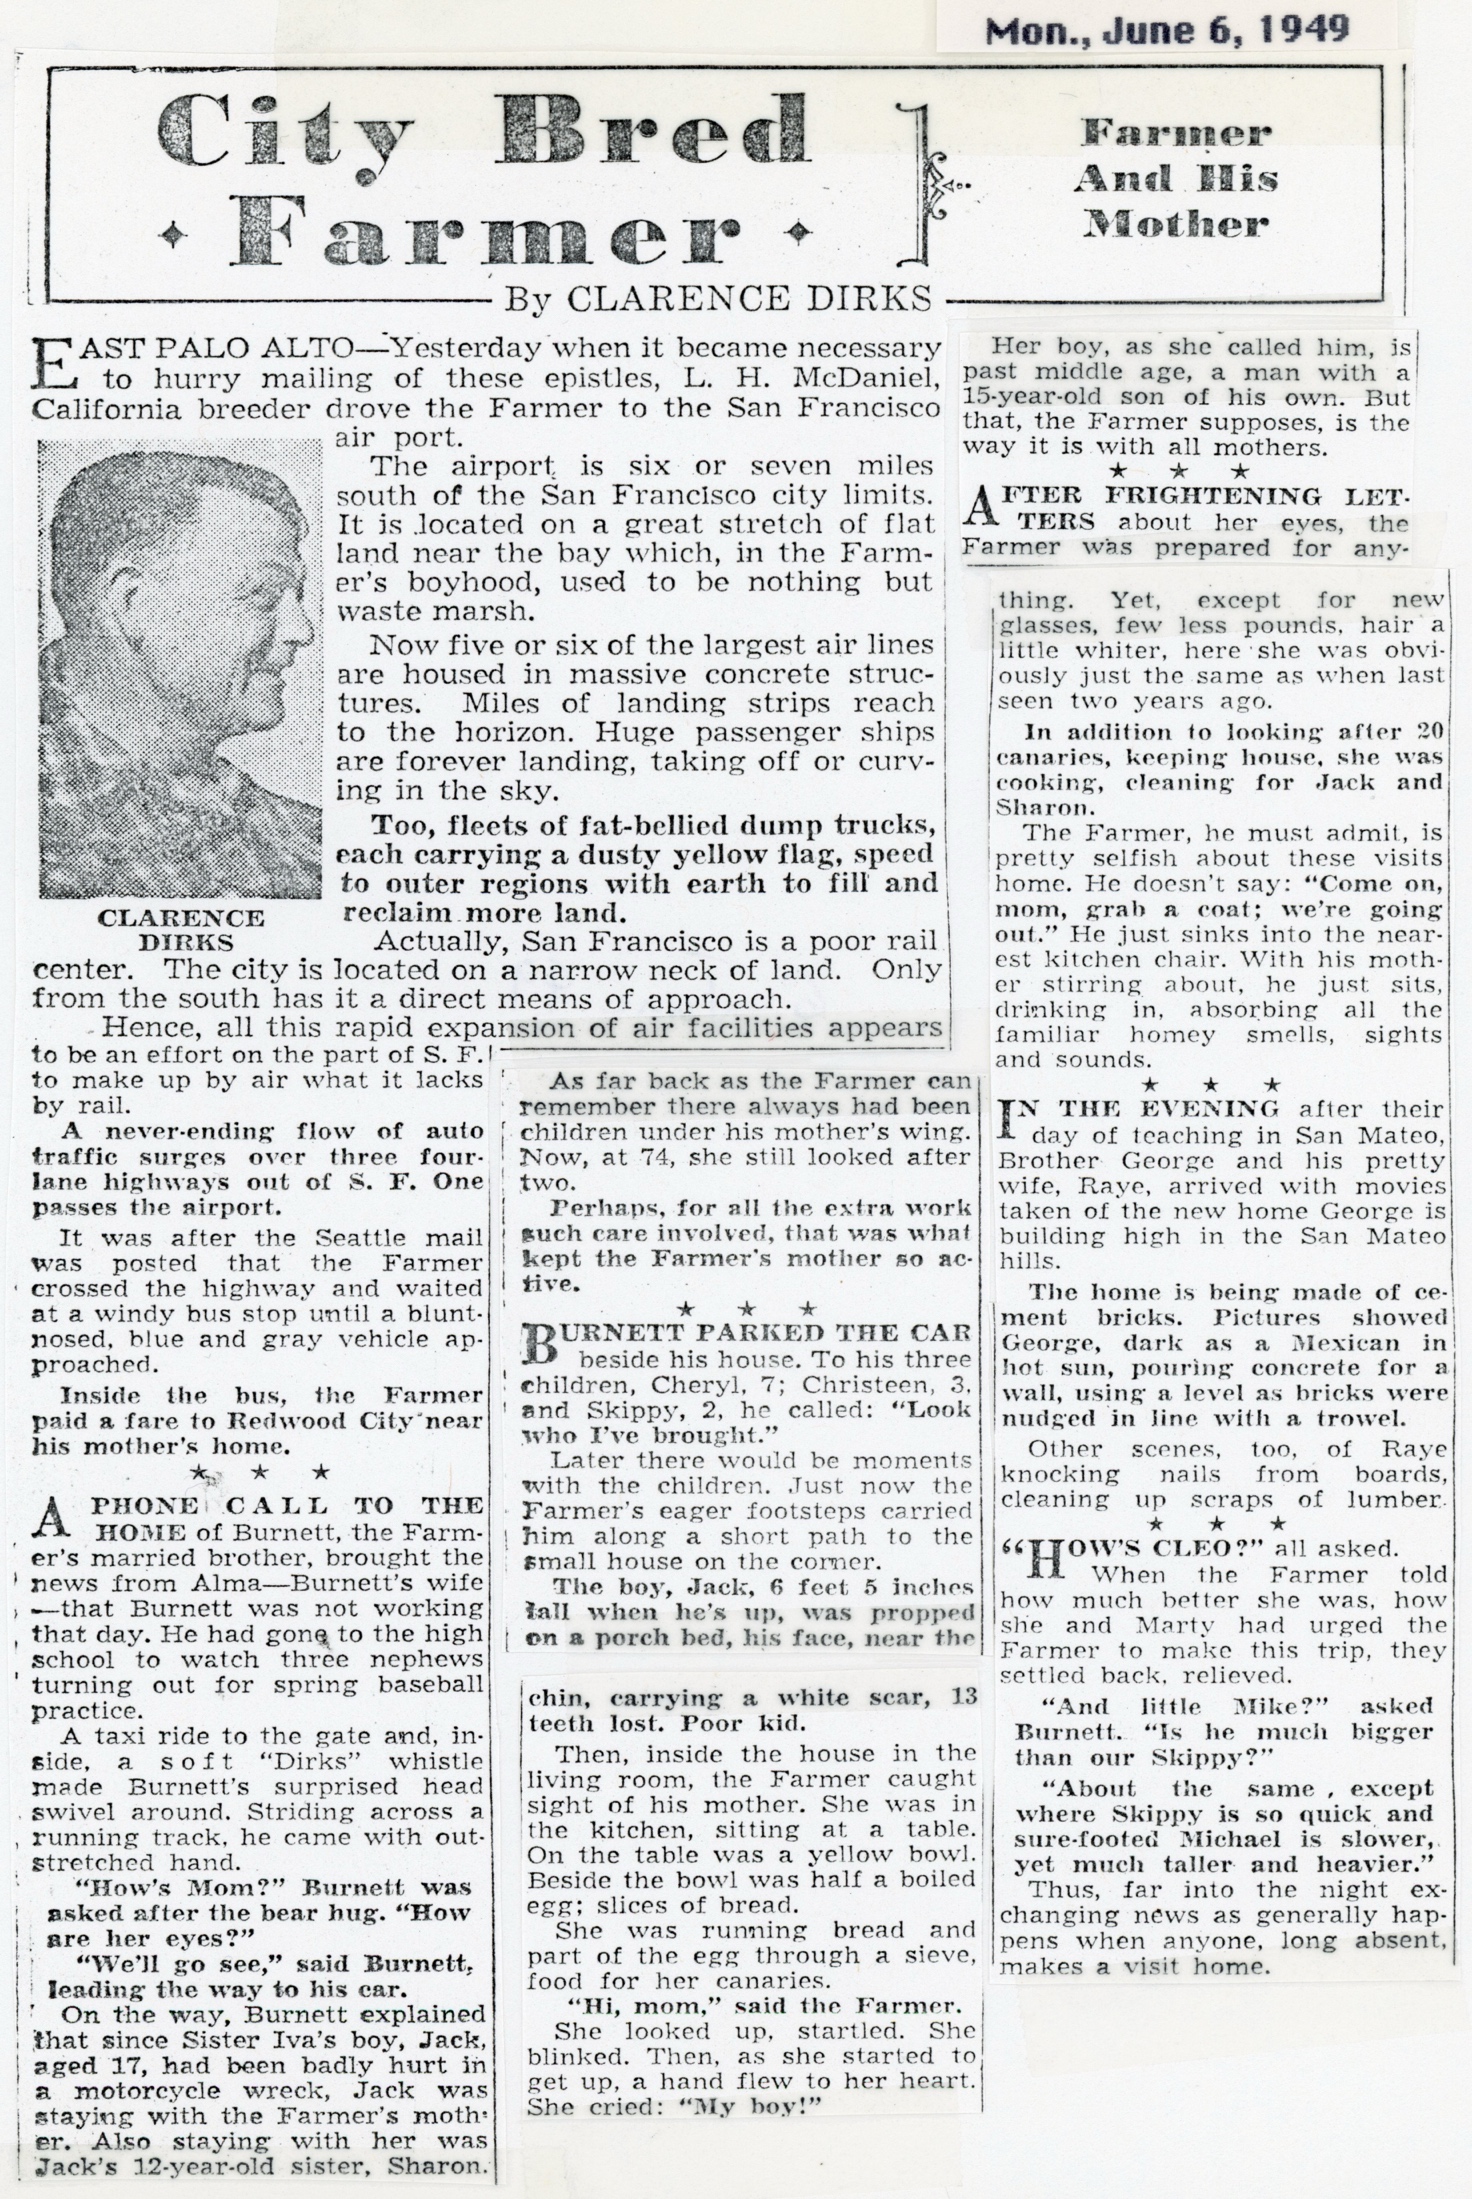 Mon., June 6, 1949
City Bred
Farmer
Farmer
And His
Mother
By CLARENCE DIRKS
EAST PALO ALTO—Yesterday when it became necessary
to hurry mailing of these epistles, L. H. McDaniel,
California breeder drove the Farmer to the San Francisco
air port.
The airport is six or seven miles
south of the San Francisco city limits.
It is located on a great stretch of flat
land near the bay which, in the Farm-
er's boyhood, used to be nothing but
waste marsh.
Now five or six of the largest air lines
are housed in massive concrete struc-
tures. Miles of landing strips reach
to the horizon. Huge passenger ships
are forever landing, taking off or curv-
ing in the sky.
Too, fleets of fat-bellied dump trucks,
each carrying a dusty yellow flag, speed
to outer regions with earth to fill and
reclaim more land.
CLARENCE
DIRKS
Actually, San Francisco is a poor rail
center. The city is located on a narrow neck of land. Only
from the south has it a direct means of approach.
Hence, all this rapid expansion of air facilities appears
to be an effort on the part of S. F.
to make up by air what it lacks
by rail.
A never-ending flow of auto
traffic surges over three four-
lane highways out of S. F. One
passes the airport.
It was after the Seattle mail
was posted that the Farmer
crossed the highway and waited
at a windy bus stop until a blunt-
nosed, blue and gray vehicle ap-
proached.
Inside the bus, the Farmer
paid a fare to Redwood City near
his mother's home.
★ ★ ★
A PHONE CALL TO THE
HOME of Burnett, the Farm-
er's married brother, brought the
news from Alma—Burnett's wife
—that Burnett was not working
that day. He had gone to the high
school to watch three nephews
turning out for spring baseball
practice.
A taxi ride to the gate and, in-
side, a soft "Dirks" whistle
made Burnett's surprised head
swivel around. Striding across a
running track, he came with out-
stretched hand.
"How's Mom?" Burnett was
asked after the bear hug. "How
are her eyes?"
"We'll go see," said Burnett,
leading the way to his car.
On the way, Burnett explained
that since Sister Iva's boy, Jack,
aged 17, had been badly hurt in
a motorcycle wreck, Jack was
staying with the Farmer's moth-
er. Also staying with her was
Jack's 12-year-old sister, Sharon.
As far back as the Farmer can
remember there always had been
children under his mother's wing.
Now, at 74, she still looked after
two.
Perhaps, for all the extra work
such care involved, that was what
kept the Farmer's mother so ac-
tive.
★ ★ ★
BURNETT PARKED THE CAR
beside his house. To his three
children, Cheryl, 7; Christeen, 3,
and Skippy, 2, he called: "Look
who I've brought."
Later there would be moments
with the children. Just now the
Farmer's eager footsteps carried
him along a short path to the
small house on the corner.
The boy, Jack, 6 feet 5 inches
tall when he's up, was propped
on a porch bed, his face, near the
chin, carrying a white scar, 13
teeth lost. Poor kid.
Then, inside the house in the
living room, the Farmer caught
sight of his mother. She was in
the kitchen, sitting at a table.
On the table was a yellow bowl.
Beside the bowl was half a boiled
egg; slices of bread.
She was running bread and
part of the egg through a sieve,
food for her canaries.
"Hi, mom," said the Farmer.
She looked up, startled. She
blinked. Then, as she started to
get up, a hand flew to her heart.
She cried: "My boy!"
Her boy, as she called him, is
past middle age, a man with a
15-year-old son of his own. But
that, the Farmer supposes, is the
way it is with all mothers.
★ ★ ★
AFTER FRIGHTENING LET-
TERS about her eyes, the
Farmer was prepared for any-
thing. Yet, except for new
glasses, few less pounds, hair a
little whiter, here she was obvi-
ously just the same as when last
seen two years ago.
In addition to looking after 20
canaries, keeping house, she was
cooking, cleaning for Jack and
Sharon.
The Farmer, he must admit, is
pretty selfish about these visits
home. He doesn't say: "Come on,
mom, grab a coat; we're going
out." He just sinks into the near-
est kitchen chair. With his moth-
er stirring about, he just sits,
drinking in, absorbing all the
familiar homey smells, sights
and sounds.
★ ★ ★
IN THE EVENING after their
day of teaching in San Mateo,
Brother George and his pretty
wife, Raye, arrived with movies
taken of the new home George is
building high in the San Mateo
hills.
The home is being made of ce-
ment bricks. Pictures showed
George, dark as a Mexican in
hot sun, pouring concrete for a
wall, using a level as bricks were
nudged in line with a trowel.
Other scenes, too, of Raye
knocking nails from boards,
cleaning up scraps of lumber.
★ ★ ★
"HOW'S CLEO?" all asked.
When the Farmer told
how much better she was, how
she and Marty had urged the
Farmer to make this trip, they
settled back, relieved.
"And little Mike?" asked
Burnett. "Is he much bigger
than our Skippy?"
"About the same, except
where Skippy is so quick and
sure-footed Michael is slower,
yet much taller and heavier."
Thus, far into the night ex-
changing news as generally hap-
pens when anyone, long absent,
makes a visit home.